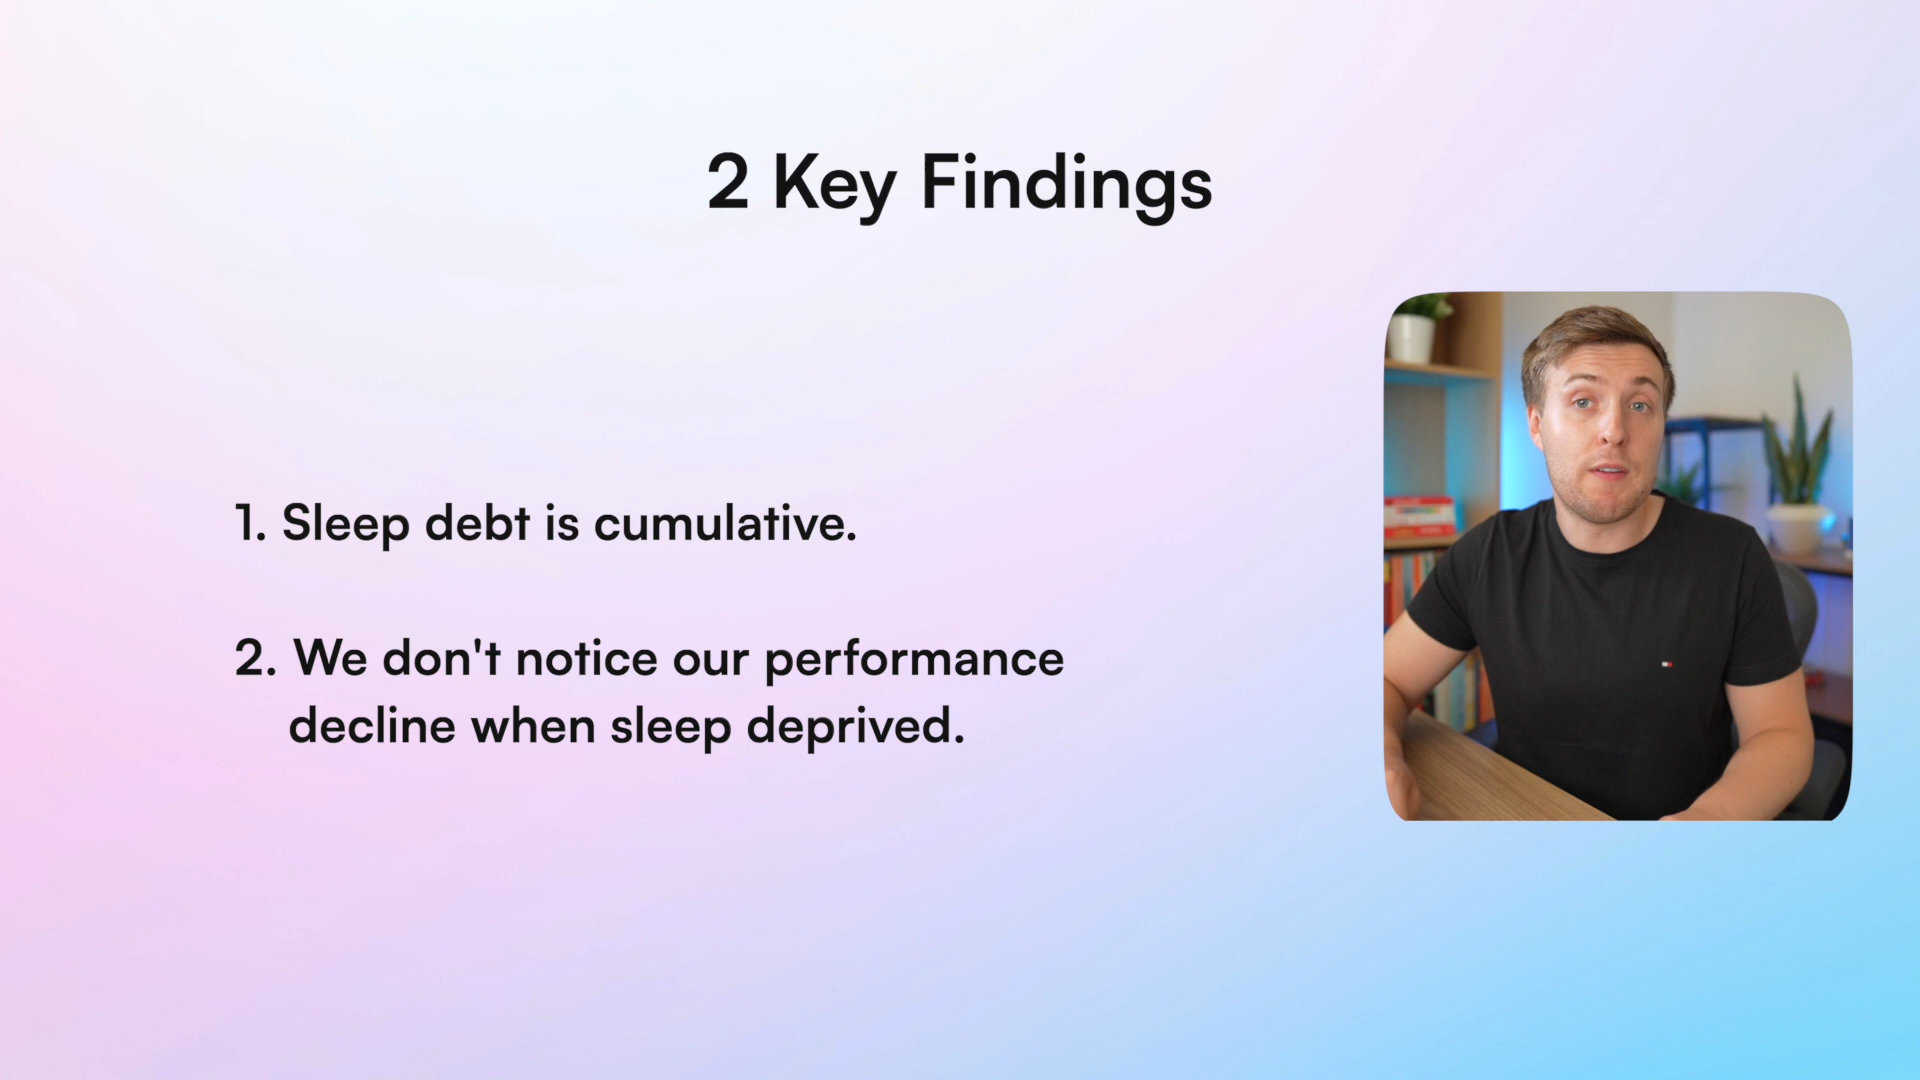 2 Key Findings
1. Sleep debt is cumulative.
2. We don't notice our performance
decline when sleep deprived.